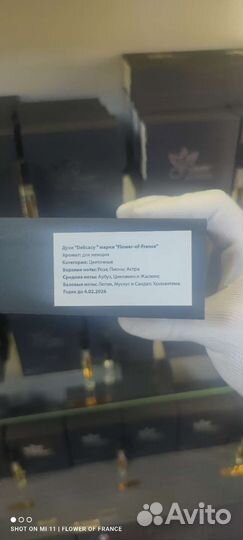 Духи "Delicacy" марки "Flower-of-France"
Аромат: для женщин
Категория: Цветочные
Верхние ноты: Роза, Пионы, Астра
Средние ноты: Арбуз, Цикламен и Жасмин
Базовые ноты: Лотос, Мускус и Сандал, Хризантема
Годен до 4.02.2026
SHOT ON MI 11 | FLOWER OF FRANCE
Avito